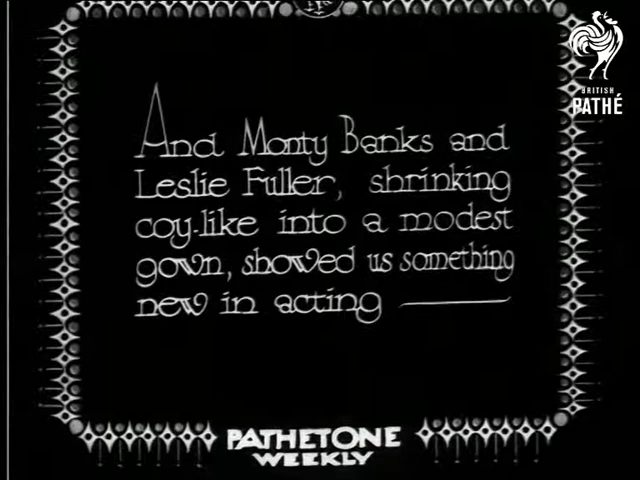 BRITISH
PATHÉ
And Monty Banks and
Leslie Fuller, shrinking
coy-like into a modest
gown, showed us something
new in acting ———
PATHETONE
WEEKLY